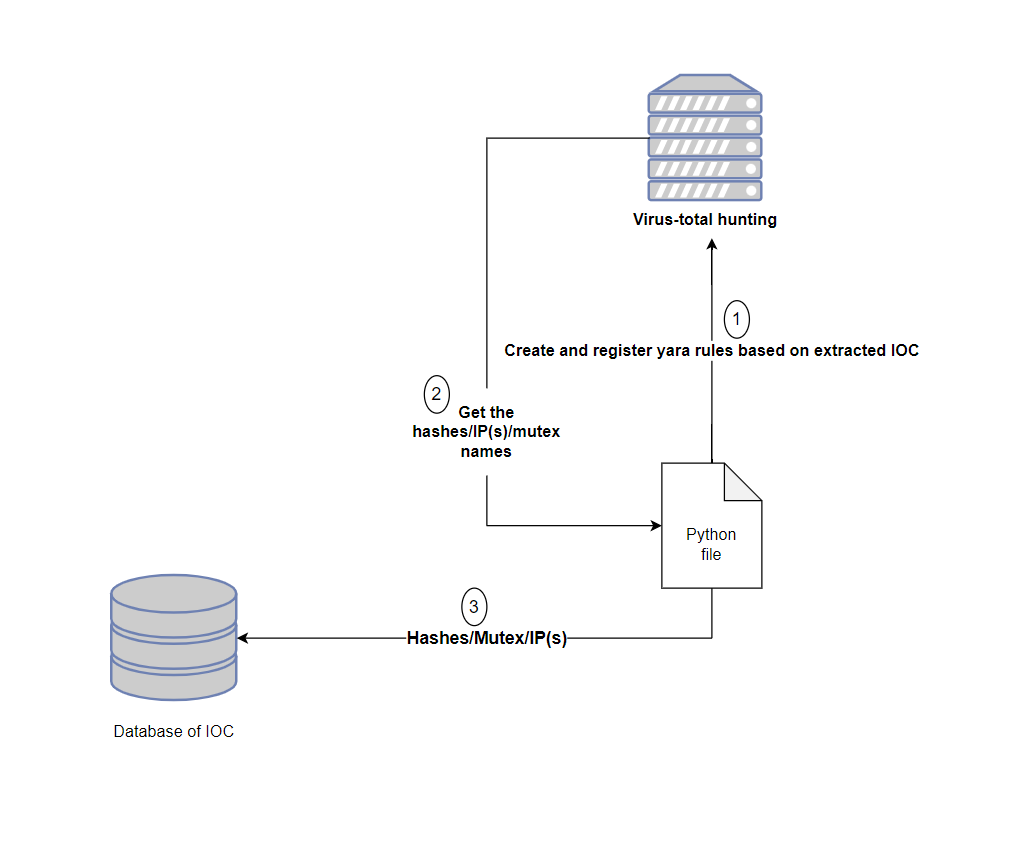 Virus-total hunting
1
Create and register yara rules based on extracted IOC
2
Get the
hashes/IP(s)/mutex
names
Python
file
3
Hashes/Mutex/IP(s)
Database of IOC